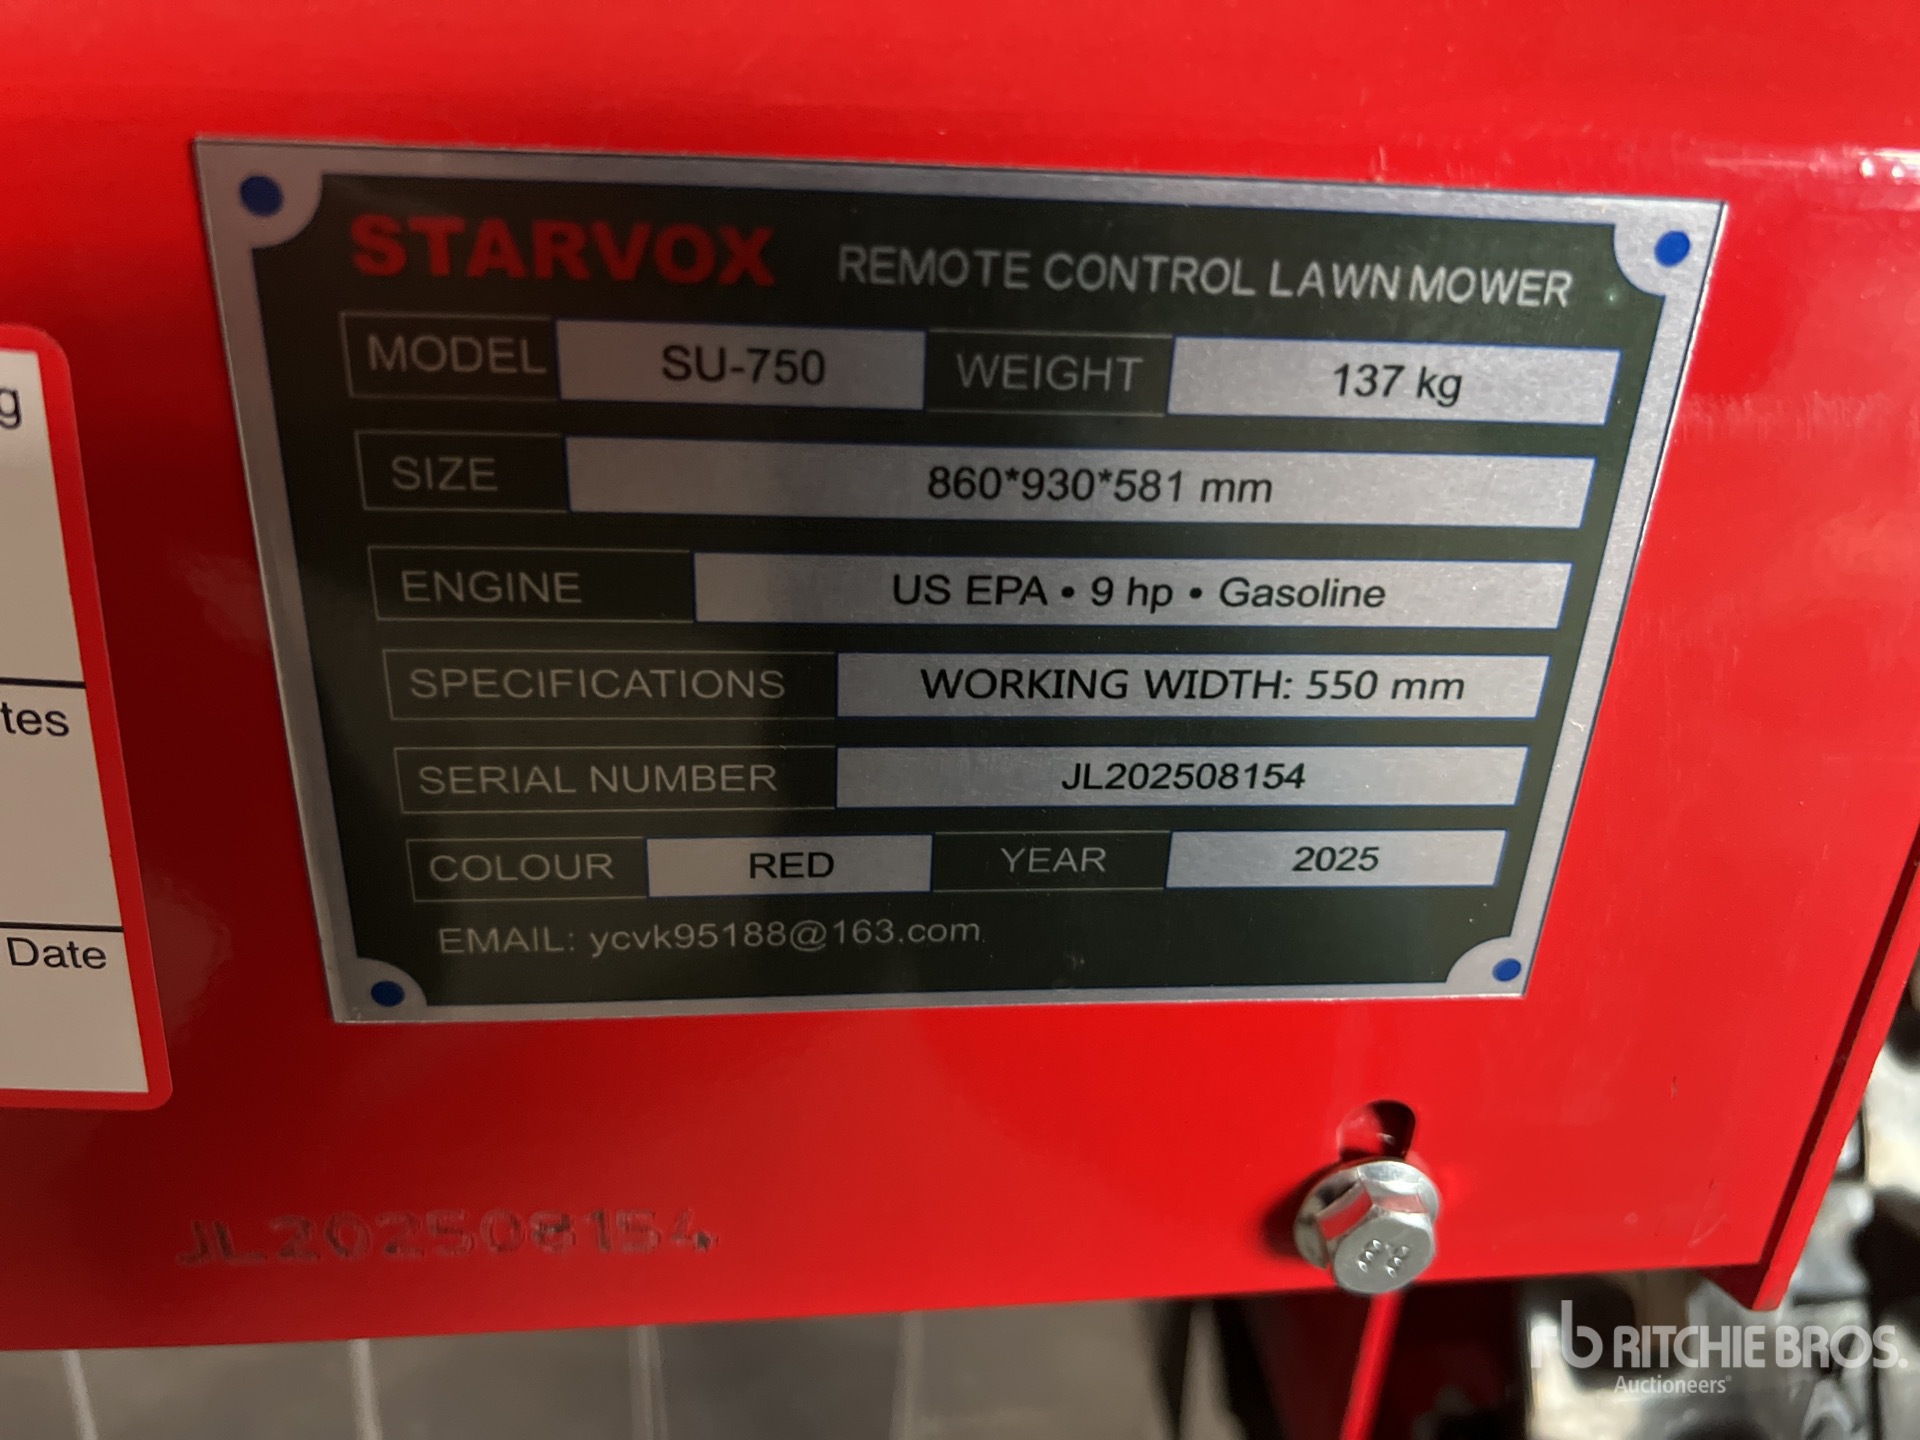 STARVOX REMOTE CONTROL LAWN MOWER
MODEL SU-750 WEIGHT 137 kg
SIZE 860*930*581 mm
ENGINE US EPA • 9 hp • Gasoline
SPECIFICATIONS WORKING WIDTH: 550 mm
SERIAL NUMBER JL202508154
COLOUR RED YEAR 2025
EMAIL: ycvk95188@163.com
g
tes
Date
JL202508154
rb RITCHIE BROS.
Auctioneers